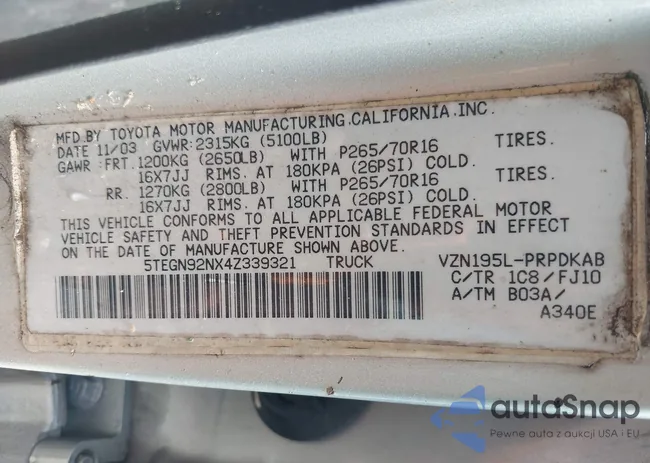 MFD BY TOYOTA MOTOR MANUFACTURING.CALIFORNIA.INC.
DATE 11/03 GVWR:2315KG (5100LB)
GAWR : FRT. 1200KG (2650LB) WITH P265/70R16 TIRES.
16X7JJ RIMS. AT 180KPA (26PSI) COLD.
RR. 1270KG (2800LB) WITH P265/70R16 TIRES.
16X7JJ RIMS. AT 180KPA (26PSI) COLD.
THIS VEHICLE CONFORMS TO ALL APPLICABLE FEDERAL MOTOR
VEHICLE SAFETY AND THEFT PREVENTION STANDARDS IN EFFECT
ON THE DATE OF MANUFACTURE SHOWN ABOVE.
5TEGN92NX4Z339321 TRUCK VZN195L-PRPDKAB
C/TR 1C8/FJ10
A/TM B03A/
A340E
autaSnap
Pewne auta z aukcji USA i EU